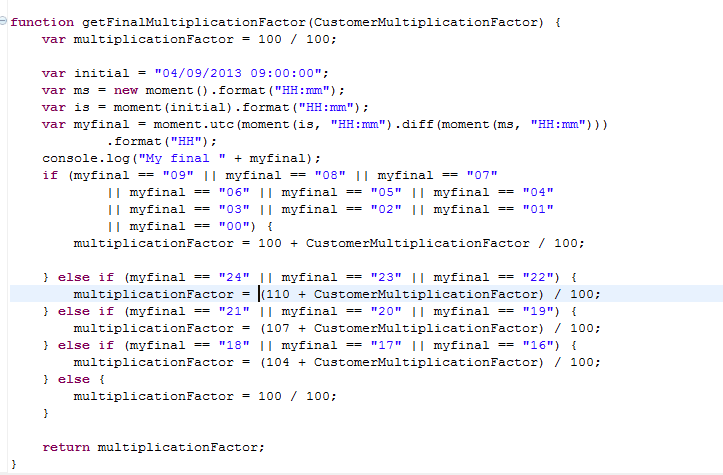 function getFinalMultiplicationFactor(CustomerMultiplicationFactor) {
    var multiplicationFactor = 100 / 100;

    var initial = "04/09/2013 09:00:00";
    var ms = new moment().format("HH:mm");
    var is = moment(initial).format("HH:mm");
    var myfinal = moment.utc(moment(is, "HH:mm").diff(moment(ms, "HH:mm")))
            .format("HH");
    console.log("My final " + myfinal);
    if (myfinal == "09" || myfinal == "08" || myfinal == "07"
            || myfinal == "06" || myfinal == "05" || myfinal == "04"
            || myfinal == "03" || myfinal == "02" || myfinal == "01"
            || myfinal == "00") {
        multiplicationFactor = 100 + CustomerMultiplicationFactor / 100;

    } else if (myfinal == "24" || myfinal == "23" || myfinal == "22") {
        multiplicationFactor = (110 + CustomerMultiplicationFactor) / 100;
    } else if (myfinal == "21" || myfinal == "20" || myfinal == "19") {
        multiplicationFactor = (107 + CustomerMultiplicationFactor) / 100;
    } else if (myfinal == "18" || myfinal == "17" || myfinal == "16") {
        multiplicationFactor = (104 + CustomerMultiplicationFactor) / 100;
    } else {
        multiplicationFactor = 100 / 100;
    }

    return multiplicationFactor;
}